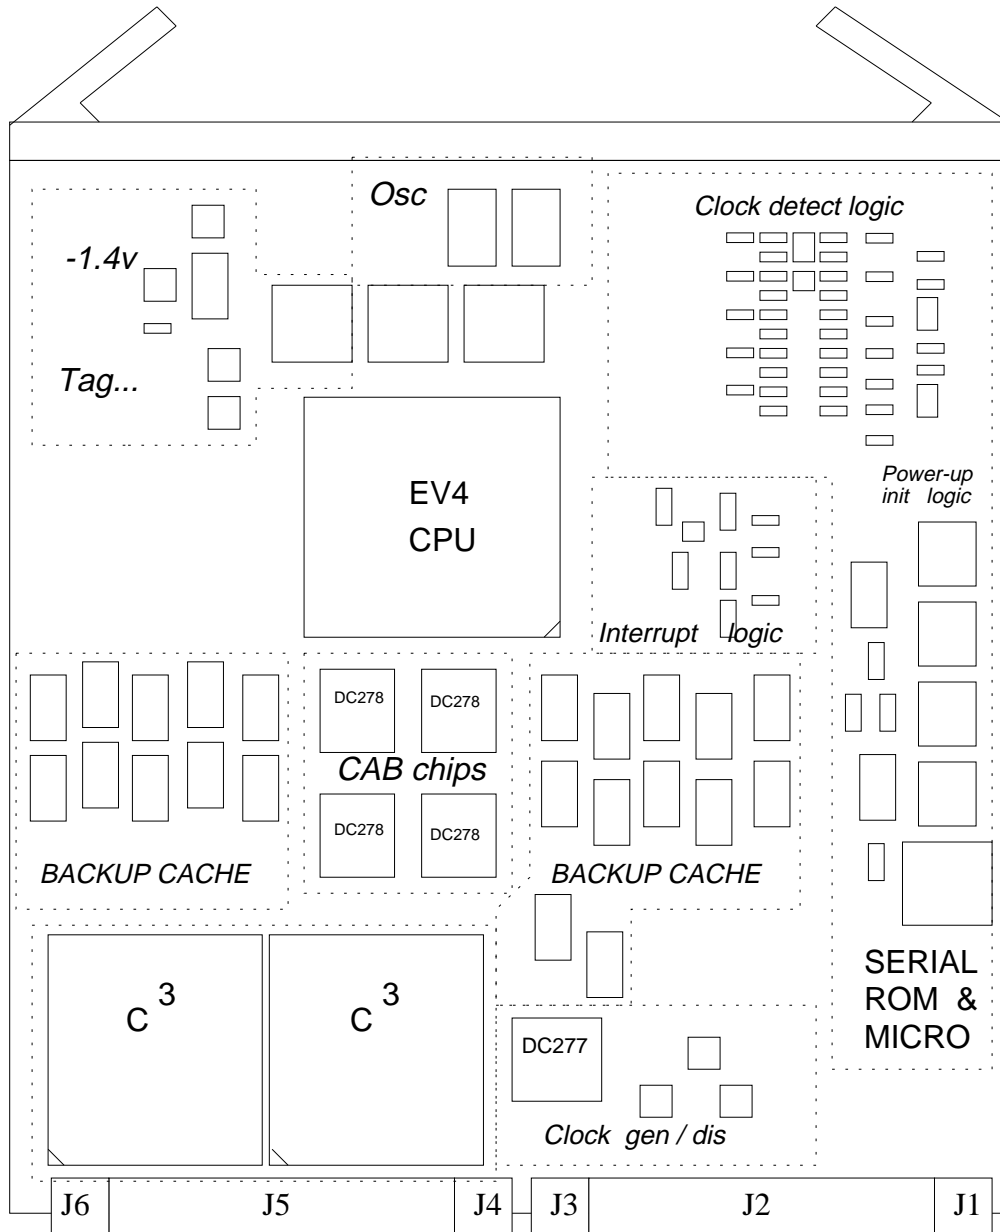 Osc
Clock detect logic
-1.4v
Tag...
EV4
CPU
Power-up
init logic
Interrupt logic
DC278
DC278
CAB chips
DC278
DC278
BACKUP CACHE
BACKUP CACHE
SERIAL
ROM &
MICRO
C 3
C 3
DC277
Clock gen / dis
J6
J5
J4
J3
J2
J1